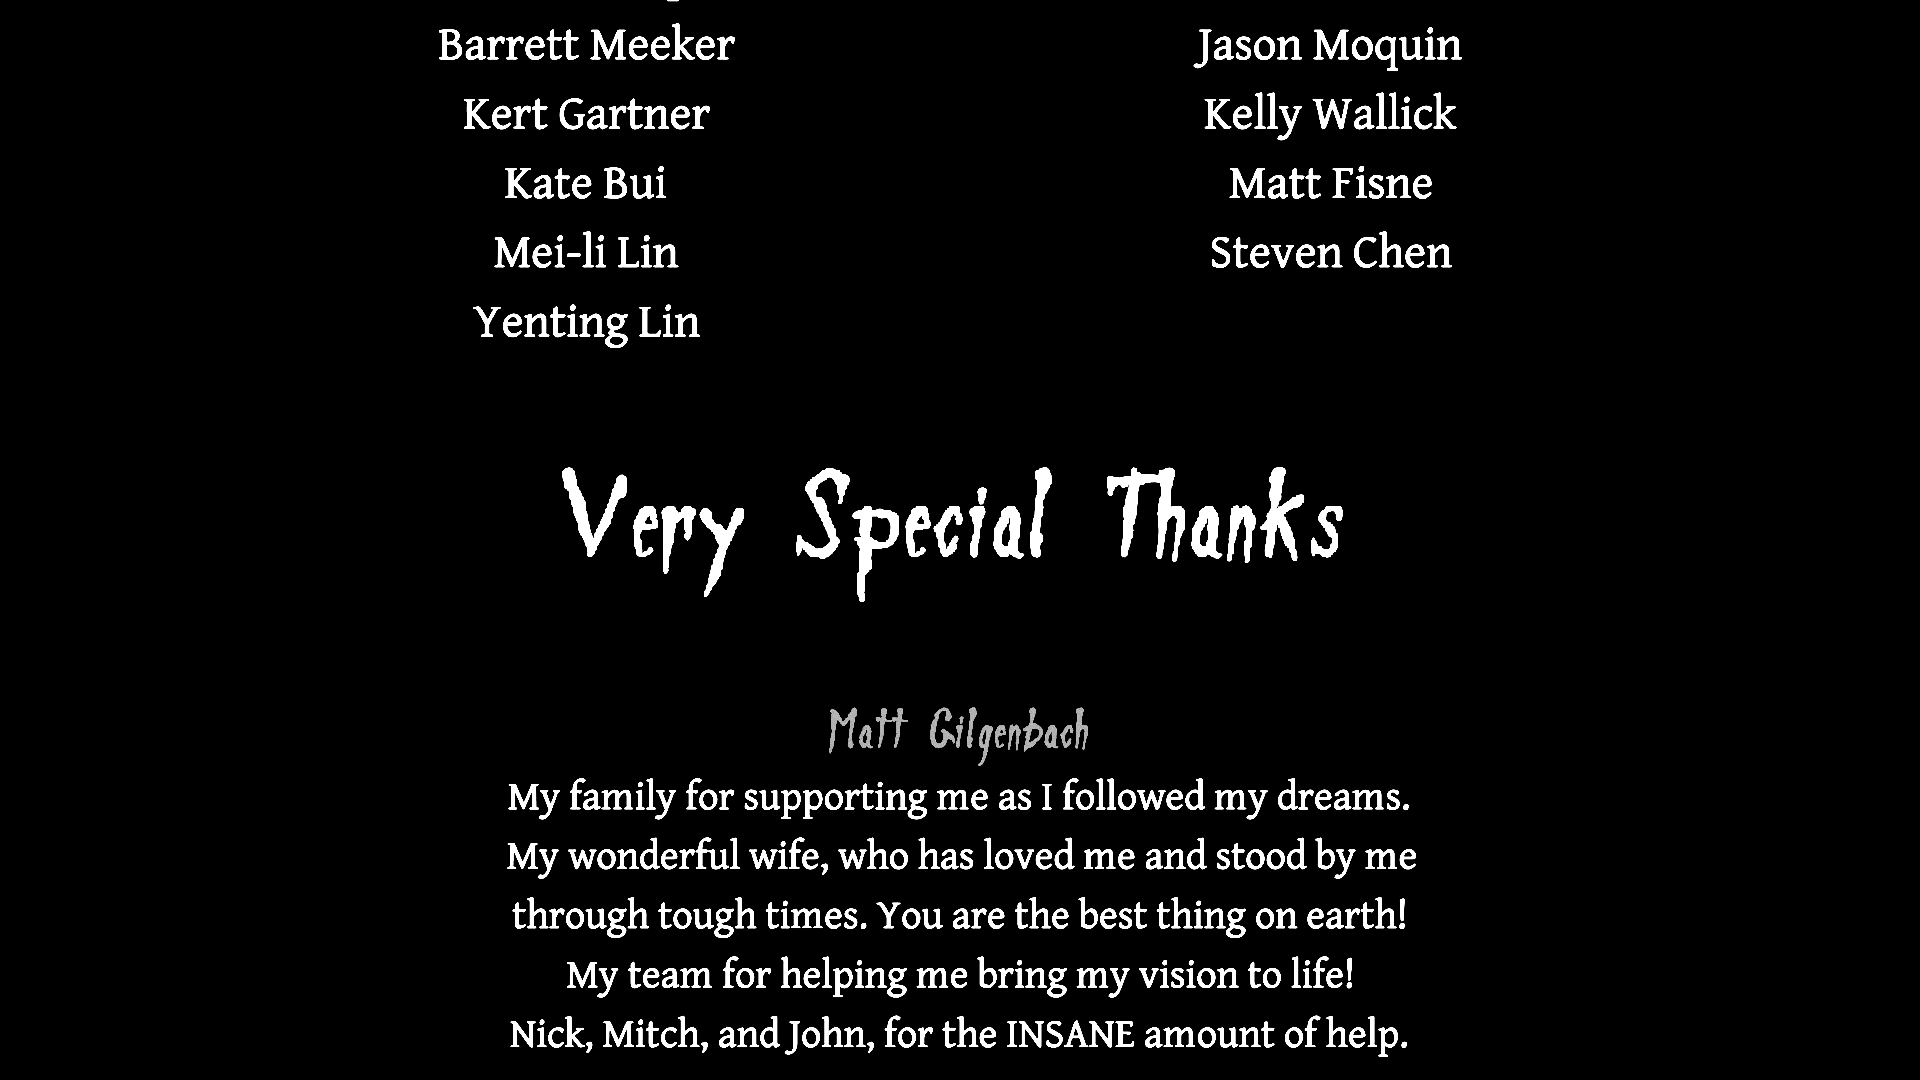 Barrett Meeker Jason Moquin
Kert Gartner Kelly Wallick
Kate Bui Matt Fisne
Mei-li Lin Steven Chen
Yenting Lin
Very Special Thanks
Matt Gilgenbach
My family for supporting me as I followed my dreams.
My wonderful wife, who has loved me and stood by me
through tough times. You are the best thing on earth!
My team for helping me bring my vision to life!
Nick, Mitch, and John, for the INSANE amount of help.